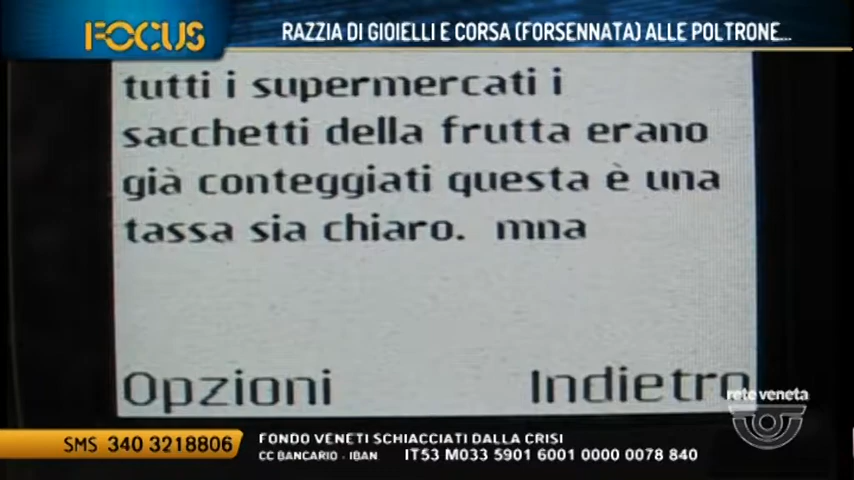 FOCUS
RAZZIA DI GIOIELLI E CORSA (FORSENNATA) ALLE POLTRONE...
tutti i supermercati i
sacchetti della frutta erano
già conteggiati questa è una
tassa sia chiaro. mna
Opzioni Indietro
rete veneta
SMS 340 3218806
FONDO VENETI SCHIACCIATI DALLA CRISI
CC BANCARIO - IBAN IT53 M033 5901 6001 0000 0078 840